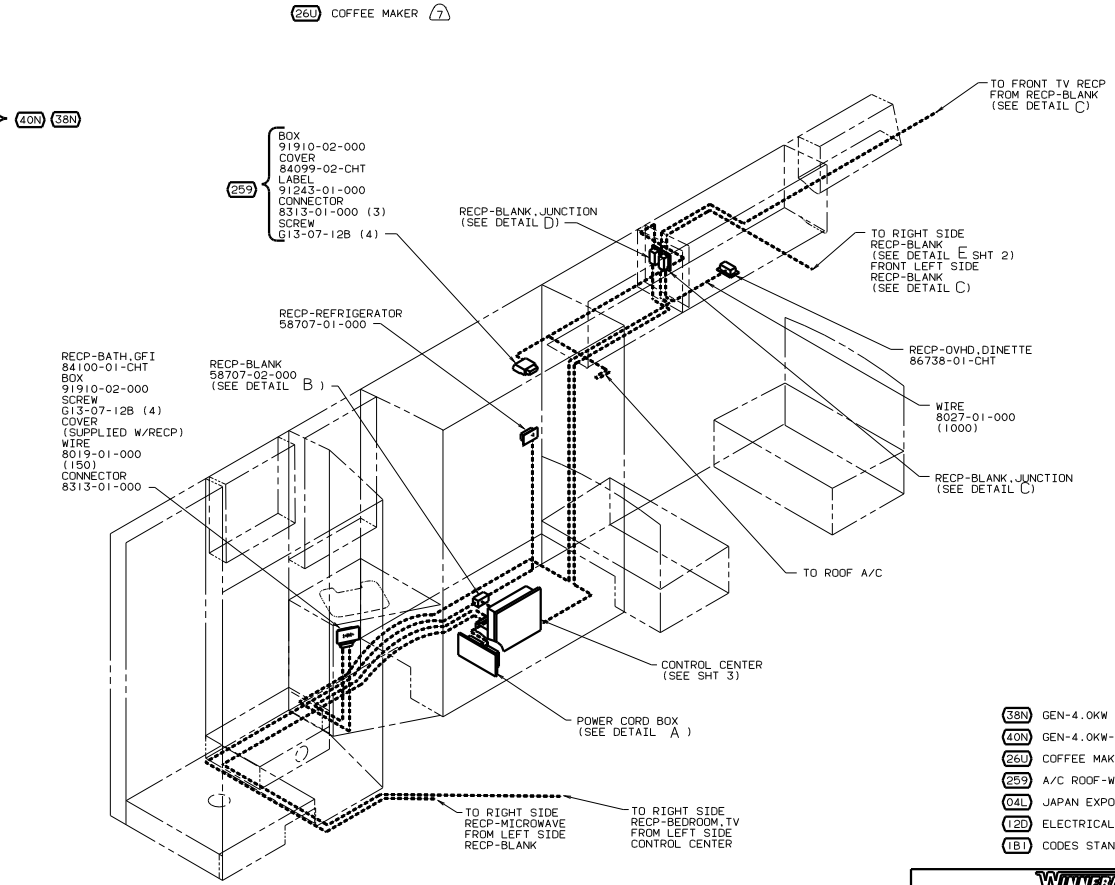 26U COFFEE MAKER 7
40N 38N
TO FRONT TV RECP
FROM RECP-BLANK
(SEE DETAIL C)
259
BOX
91910-02-000
COVER
84099-02-CHT
LABEL
91243-01-000
CONNECTOR
8313-01-000 (3)
SCREW
G13-07-12B (4)
RECP-BLANK,JUNCTION
(SEE DETAIL D)
TO RIGHT SIDE
RECP-BLANK
(SEE DETAIL E SHT 2)
FRONT LEFT SIDE
RECP-BLANK
(SEE DETAIL C)
RECP-REFRIGERATOR
58707-01-000
RECP-BATH,GFI
84100-01-CHT
BOX
91910-02-000
SCREW
G13-07-12B (4)
COVER
(SUPPLIED W/RECP)
WIRE
8019-01-000
(150)
CONNECTOR
8313-01-000
RECP-BLANK
58707-02-000
(SEE DETAIL B )
RECP-OVHD,DINETTE
86738-01-CHT
WIRE
8027-01-000
(1000)
RECP-BLANK,JUNCTION
(SEE DETAIL C)
TO ROOF A/C
CONTROL CENTER
(SEE SHT 3)
POWER CORD BOX
(SEE DETAIL A )
TO RIGHT SIDE
RECP-MICROWAVE
FROM LEFT SIDE
RECP-BLANK
TO RIGHT SIDE
RECP-BEDROOM,TV
FROM LEFT SIDE
CONTROL CENTER
38N GEN-4.0KW
40N GEN-4.0KW-
26U COFFEE MAK
259 A/C ROOF-W
04L JAPAN EXPO
12D ELECTRICAL
1B1 CODES STAN